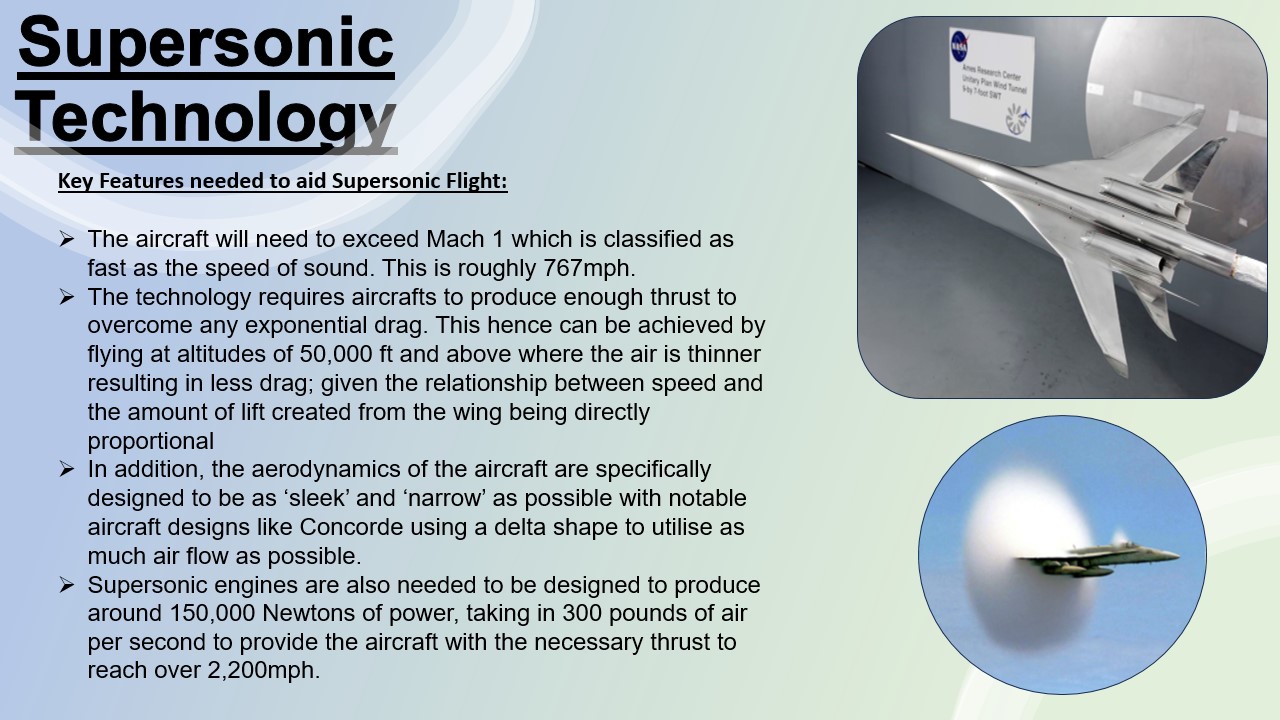 Supersonic
Technology
Key Features needed to aid Supersonic Flight:
➢ The aircraft will need to exceed Mach 1 which is classified as
fast as the speed of sound. This is roughly 767mph.
➢ The technology requires aircrafts to produce enough thrust to
overcome any exponential drag. This hence can be achieved by
flying at altitudes of 50,000 ft and above where the air is thinner
resulting in less drag; given the relationship between speed and
the amount of lift created from the wing being directly
proportional
➢ In addition, the aerodynamics of the aircraft are specifically
designed to be as ‘sleek’ and ‘narrow’ as possible with notable
aircraft designs like Concorde using a delta shape to utilise as
much air flow as possible.
➢ Supersonic engines are also needed to be designed to produce
around 150,000 Newtons of power, taking in 300 pounds of air
per second to provide the aircraft with the necessary thrust to
reach over 2,200mph.
NASA
Ames Research Center
Unitary Plan Wind Tunnel
9-by 7-foot SWT